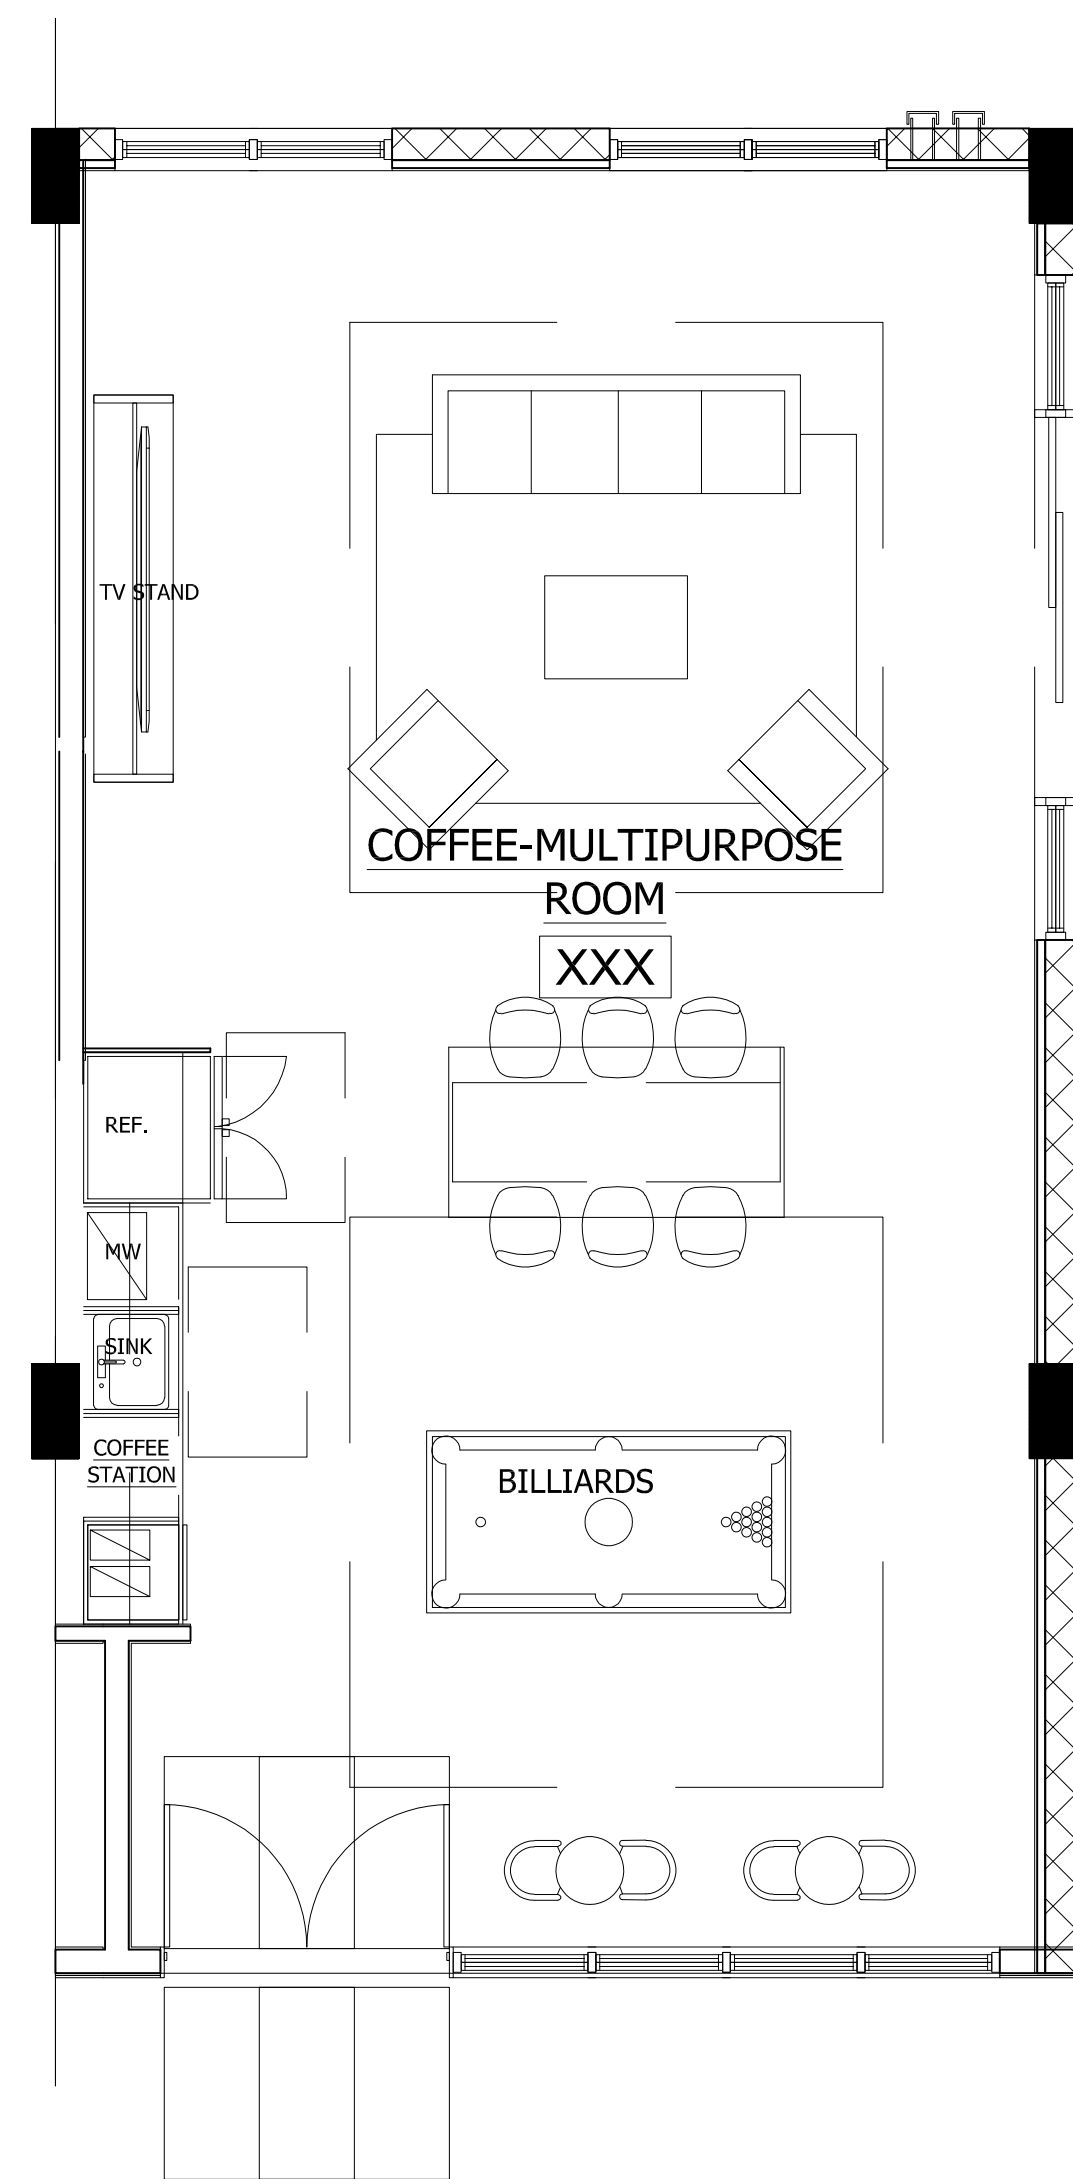 TV STAND
COFFEE-MULTIPURPOSE
ROOM
XXX
REF.
MW
SINK
COFFEE
STATION
BILLIARDS